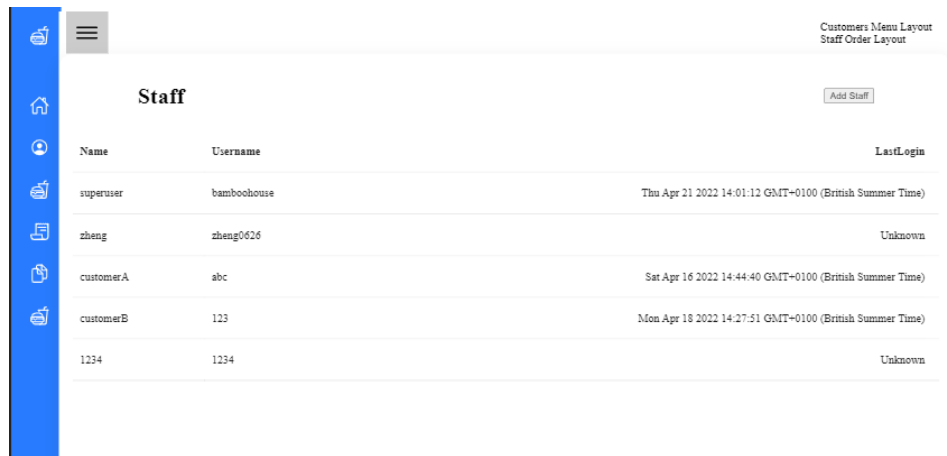 Customers Menu Layout
Staff Order Layout
Staff
Add Staff
Name Username LastLogin
superuser bamboohouse Thu Apr 21 2022 14:01:12 GMT+0100 (British Summer Time)
zheng zheng0626 Unknown
customerA abc Sat Apr 16 2022 14:44:40 GMT+0100 (British Summer Time)
customerB 123 Mon Apr 18 2022 14:27:51 GMT+0100 (British Summer Time)
1234 1234 Unknown